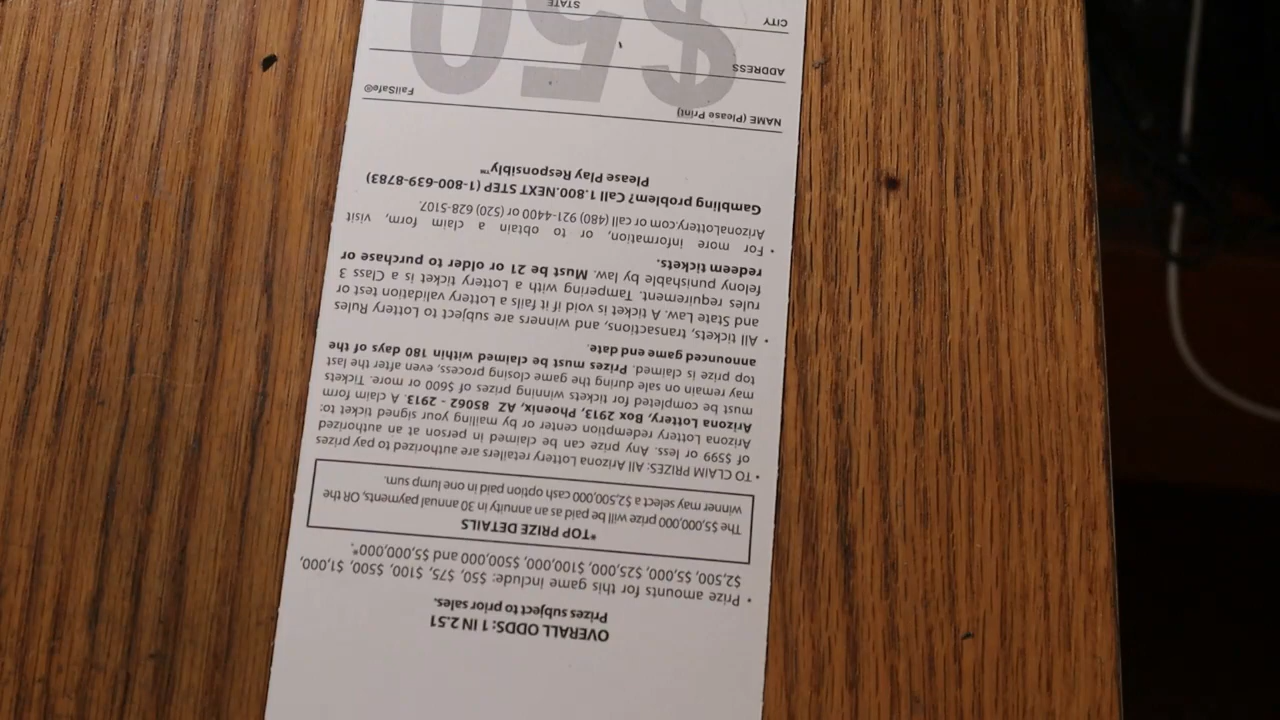 OVERALL ODDS: 1 IN 2.51
Prizes subject to prior sales.
• Prize amounts for this game include: $50, $75, $100, $500, $1,000,
$2,500, $5,000, $25,000, $100,000, $500,000 and $5,000,000*.
*TOP PRIZE DETAILS
The $5,000,000 prize will be paid as an annuity in 30 annual payments, OR the
winner may select a $2,500,000 cash option paid in one lump sum.
• TO CLAIM PRIZES: All Arizona Lottery retailers are authorized to pay prizes
of $599 or less. Any prize can be claimed in person at an authorized
Arizona Lottery redemption center or by mailing your signed ticket to:
Arizona Lottery, Box 2913, Phoenix, AZ 85062 - 2913. A claim form
must be completed for tickets winning prizes of $600 or more. Tickets
may remain on sale during the game closing process, even after the last
top prize is claimed. Prizes must be claimed within 180 days of the
announced game end date.
• All tickets, transactions, and winners are subject to Lottery Rules
and State Law. A ticket is void if it fails a Lottery validation test or
rules requirement. Tampering with a Lottery ticket is a Class 3
felony punishable by law. Must be 21 or older to purchase or
redeem tickets.
• For more information, or to obtain a claim form, visit
ArizonaLottery.com or call (480) 921-4400 or (520) 628-5107.
Gambling problem? Call 1.800.NEXT STEP (1-800-639-8783)
Please Play Responsibly™
NAME (Please Print) FailSafe®
ADDRESS
$50
CITY STATE